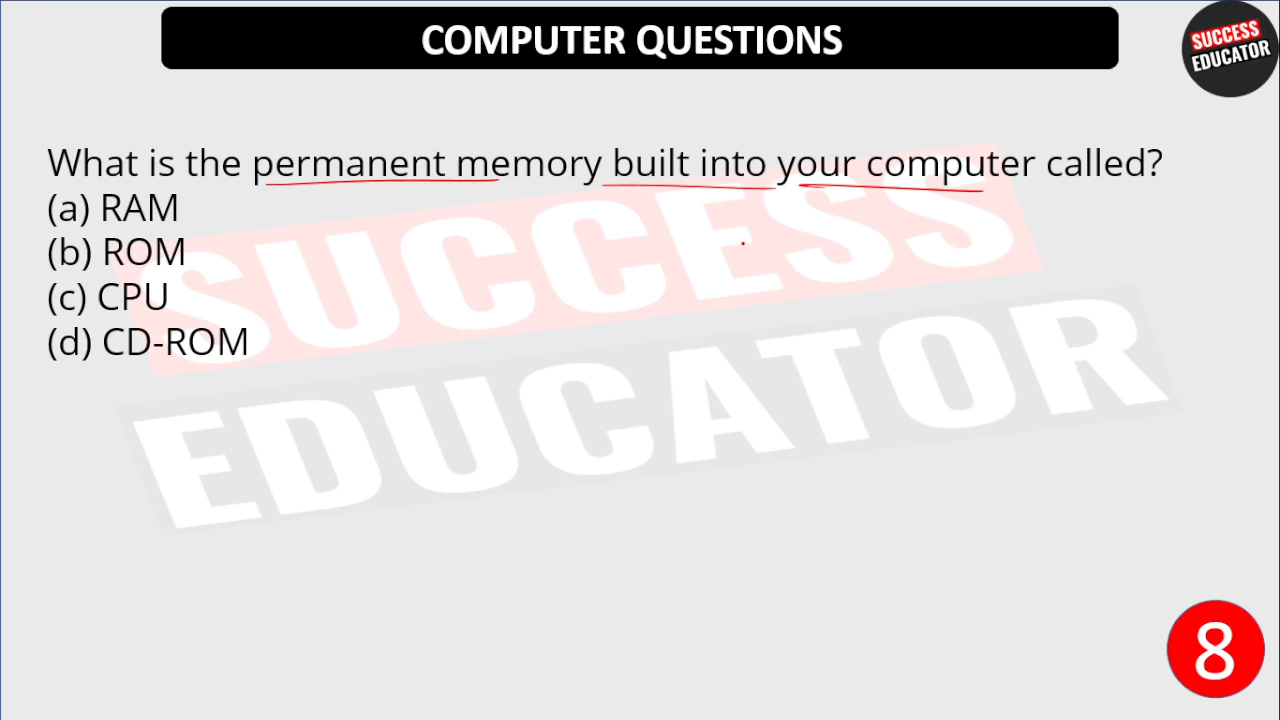 COMPUTER QUESTIONS
SUCCESS
EDUCATOR
What is the permanent memory built into your computer called?
(a) RAM
(b) ROM
(c) CPU
(d) CD-ROM
SUCCESS
EDUCATOR
8